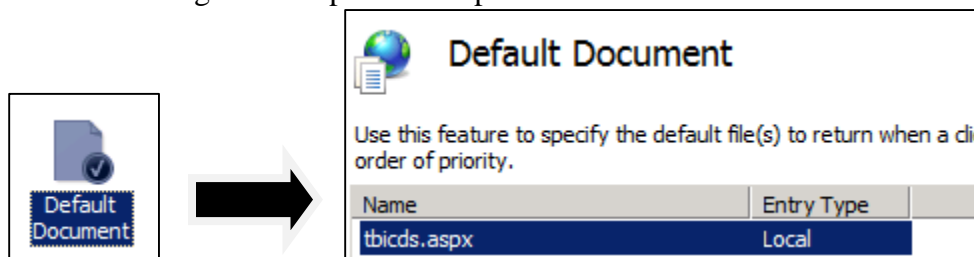 Default Document
Use this feature to specify the default file(s) to return when a
order of priority.
Default
Document
Name Entry Type
tbicds.aspx Local